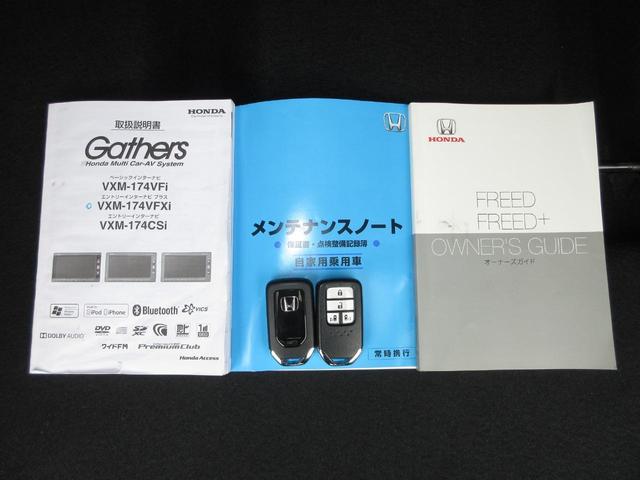 HONDA
取扱説明書
Gathers
Honda Multi Car-AV System
ベーシックインターナビ
VXM-174VFi
エントリーインターナビ プラス
VXM-174VFXi
エントリーインターナビ
VXM-174CSi
iPod iPhone
Bluetooth
VICS
DOLBY AUDIO
DVD
ワイドFM
PremiumClub
Honda Access
メンテナンスノート
保証書・点検整備記録簿
自家用乗用車
常時携行
HONDA
FREED
FREED+
OWNER'S GUIDE
オーナーズガイド